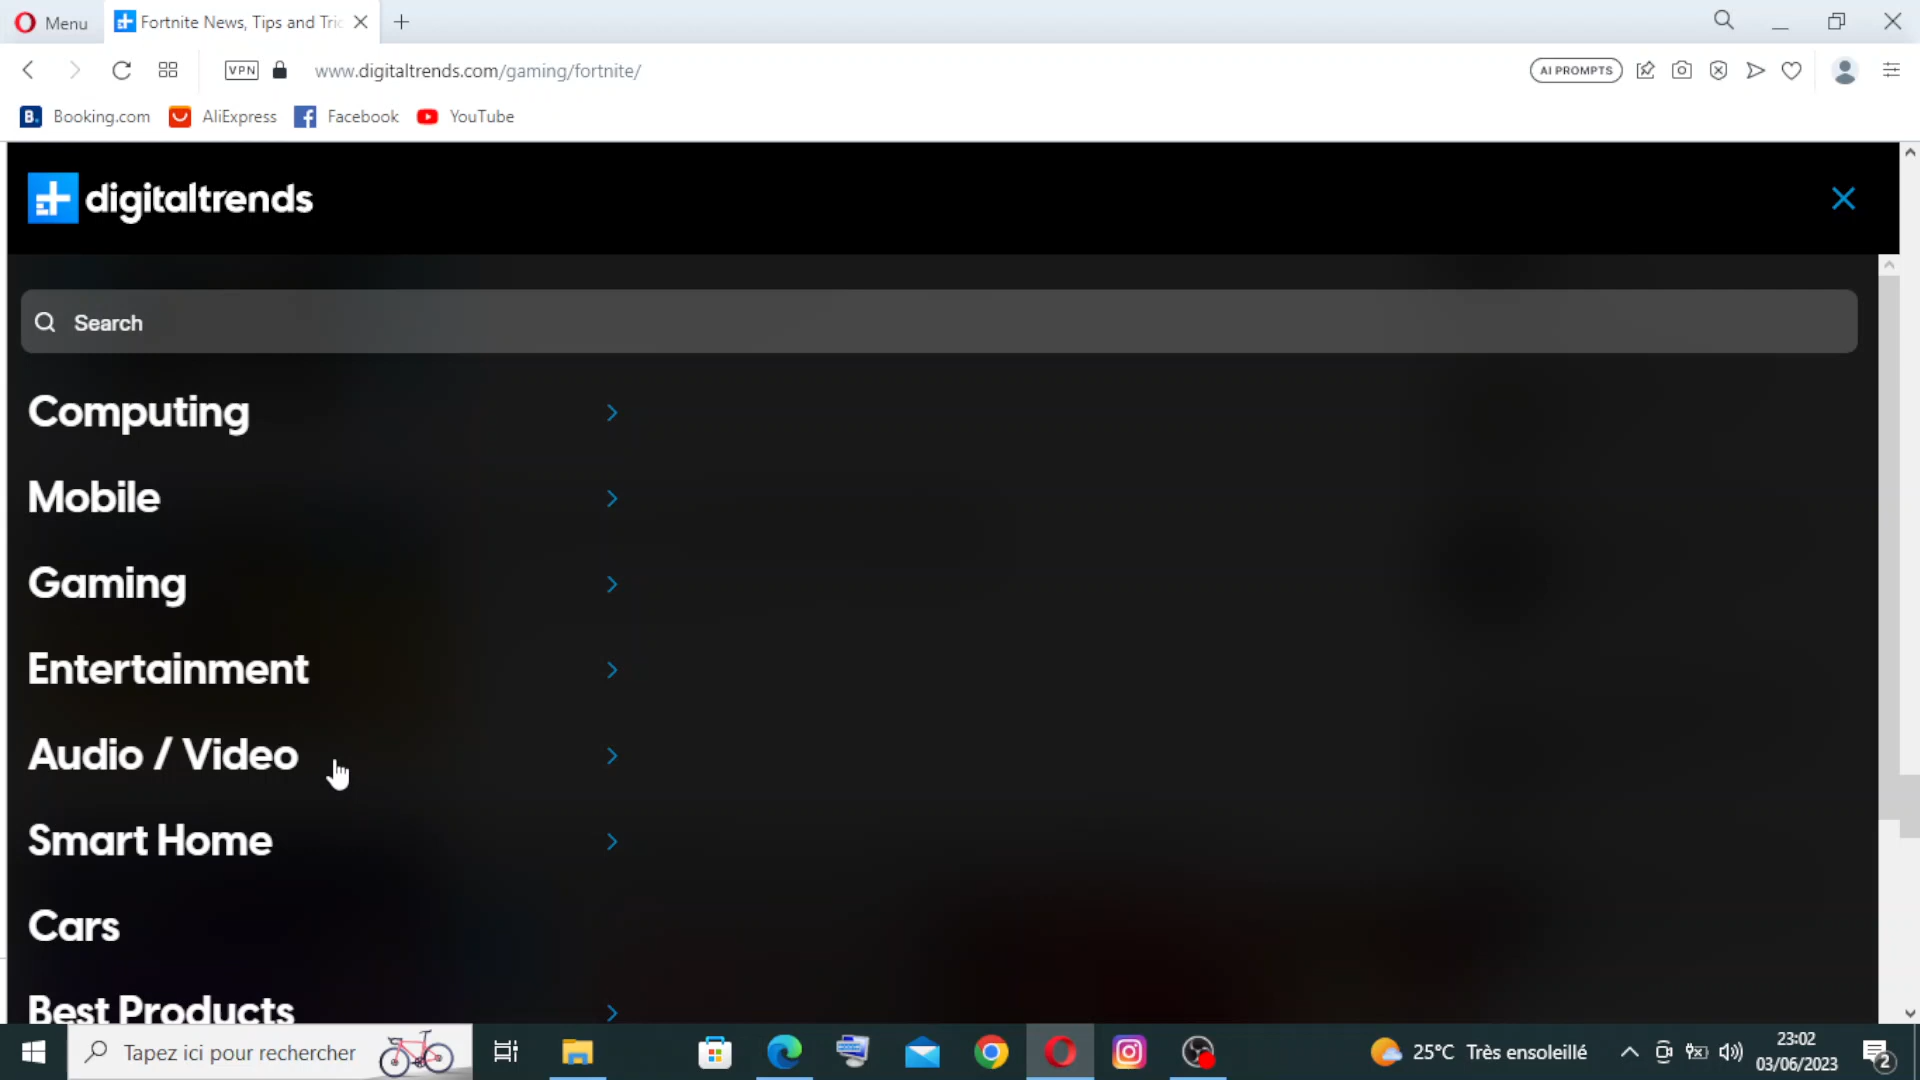 Menu
Fortnite News, Tips and Tric
VPN
www.digitaltrends.com/gaming/fortnite/
AI PROMPTS
B. Booking.com
AliExpress
Facebook
YouTube
digitaltrends
Search
Computing
Mobile
Gaming
Entertainment
Audio / Video
Smart Home
Cars
Best Products
Tapez ici pour rechercher
25°C Très ensoleillé
23:02
03/06/2023
2